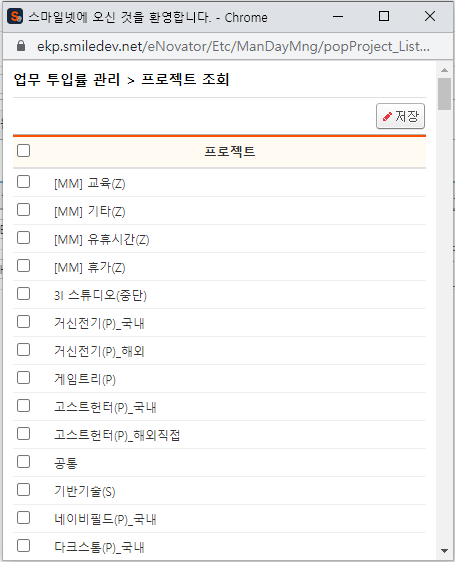 스마일넷에 오신 것을 환영합니다. - Chrome
ekp.smiledev.net/eNovator/Etc/ManDayMng/popProject_List...
업무 투입률 관리 > 프로젝트 조회
저장
프로젝트
[MM] 교육(Z)
[MM] 기타(Z)
[MM] 유휴시간(Z)
[MM] 휴가(Z)
3I 스튜디오(중단)
거신전기(P)_국내
거신전기(P)_해외
게임트리(P)
고스트헌터(P)_국내
고스트헌터(P)_해외직접
공통
기반기술(S)
네이비필드(P)_국내
다크스톰(P)_국내